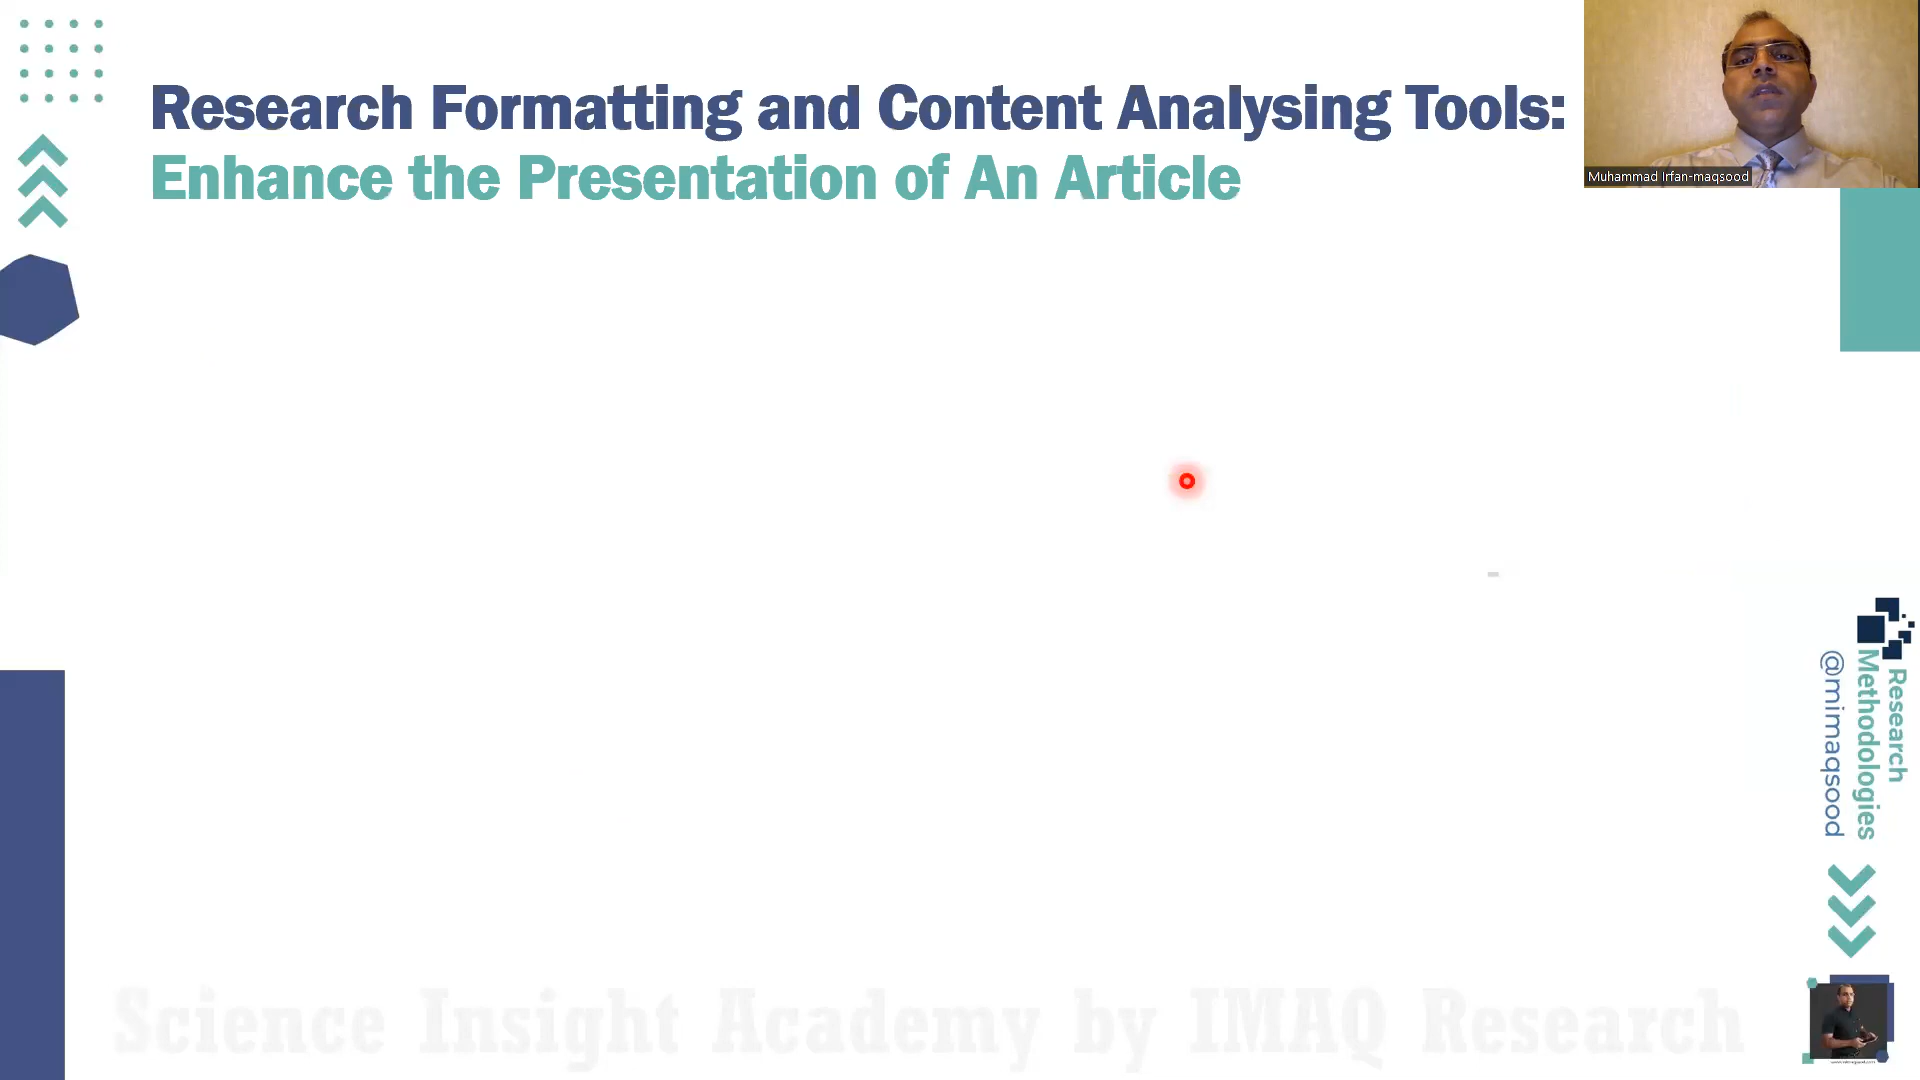 Research Formatting and Content Analysing Tools:
Enhance the Presentation of An Article
Muhammad Irfan-maqsood
Research
Methodologies
@mimaqsood
Science Insight Academy by IMAQ Research